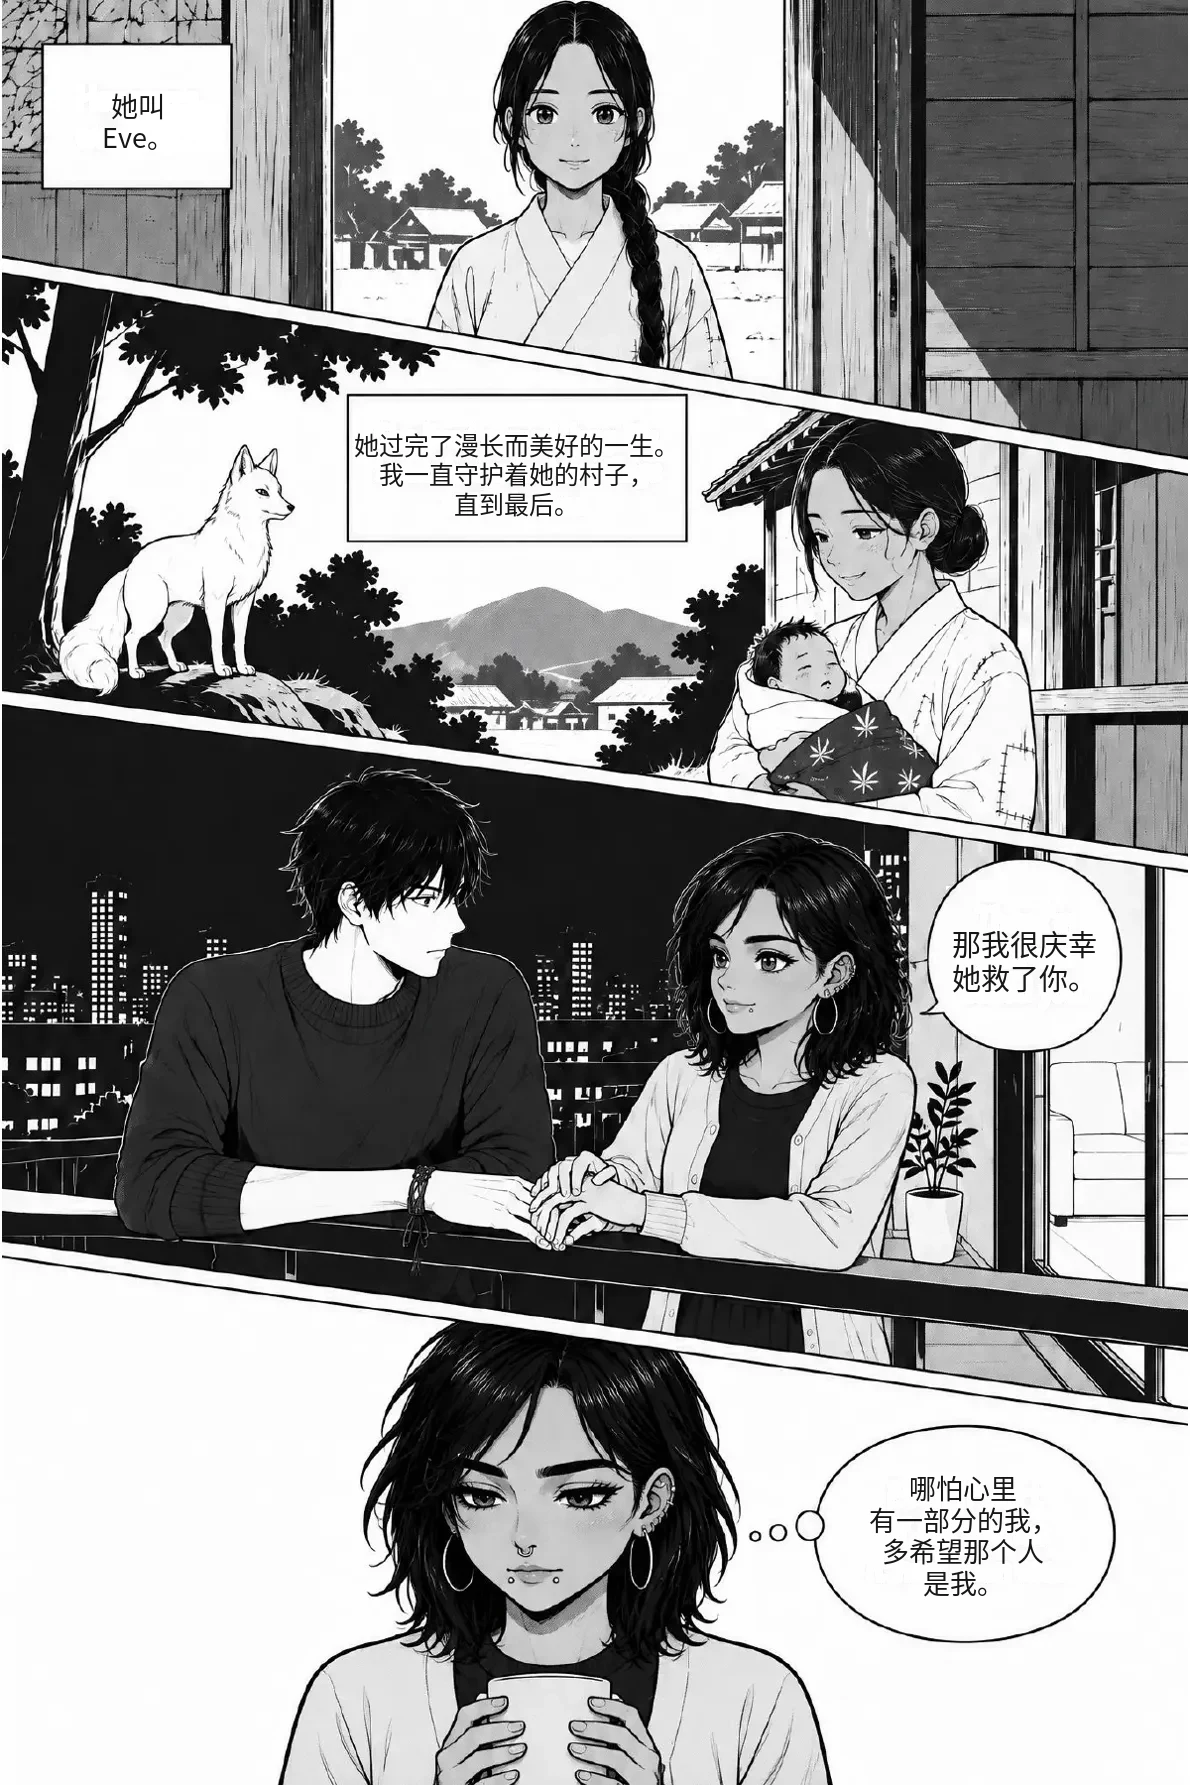 她叫
Eve。
她过完了漫长而美好的一生。
我一直守护着她的村子，
直到最后。
那我很庆幸
她救了你。
哪怕心里
有一部分的我，
多希望那个人
是我。